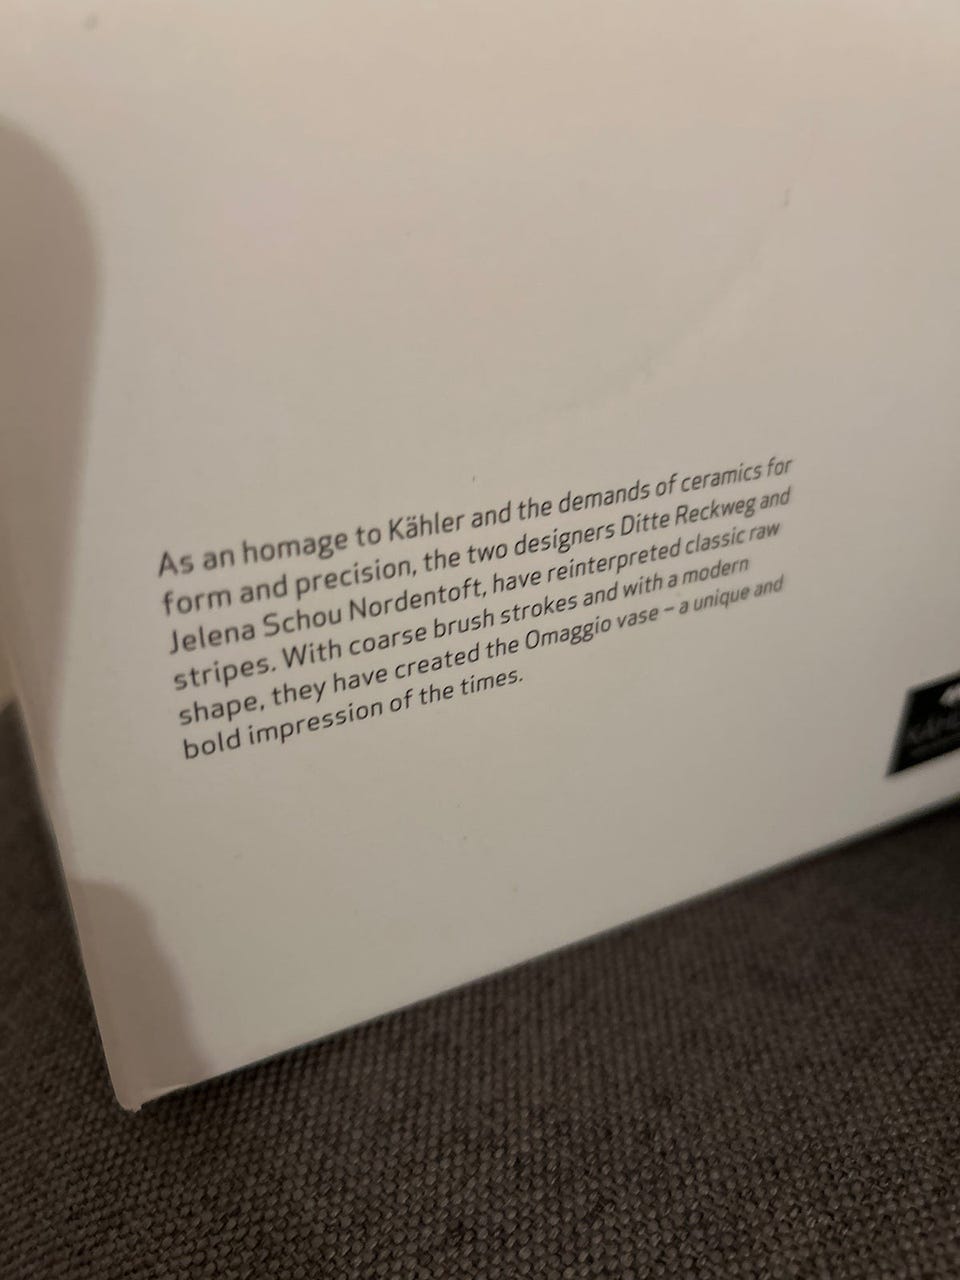 As an homage to Kähler and the demands of ceramics for
form and precision, the two designers Ditte Reckweg and
Jelena Schou Nordentoft, have reinterpreted classic raw
stripes. With coarse brush strokes and with a modern
shape, they have created the Omaggio vase – a unique and
bold impression of the times.